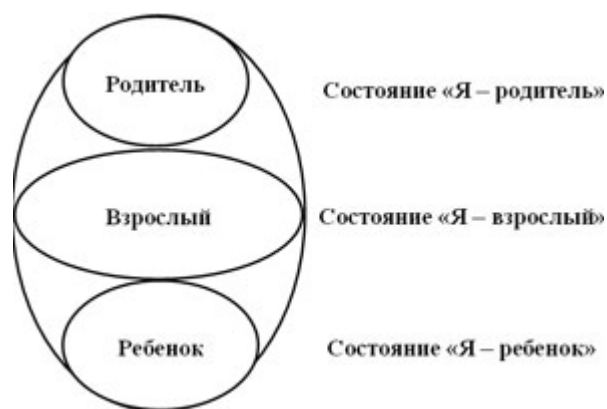 Родитель Состояние «Я – родитель»
Взрослый Состояние «Я – взрослый»
Ребенок Состояние «Я – ребенок»